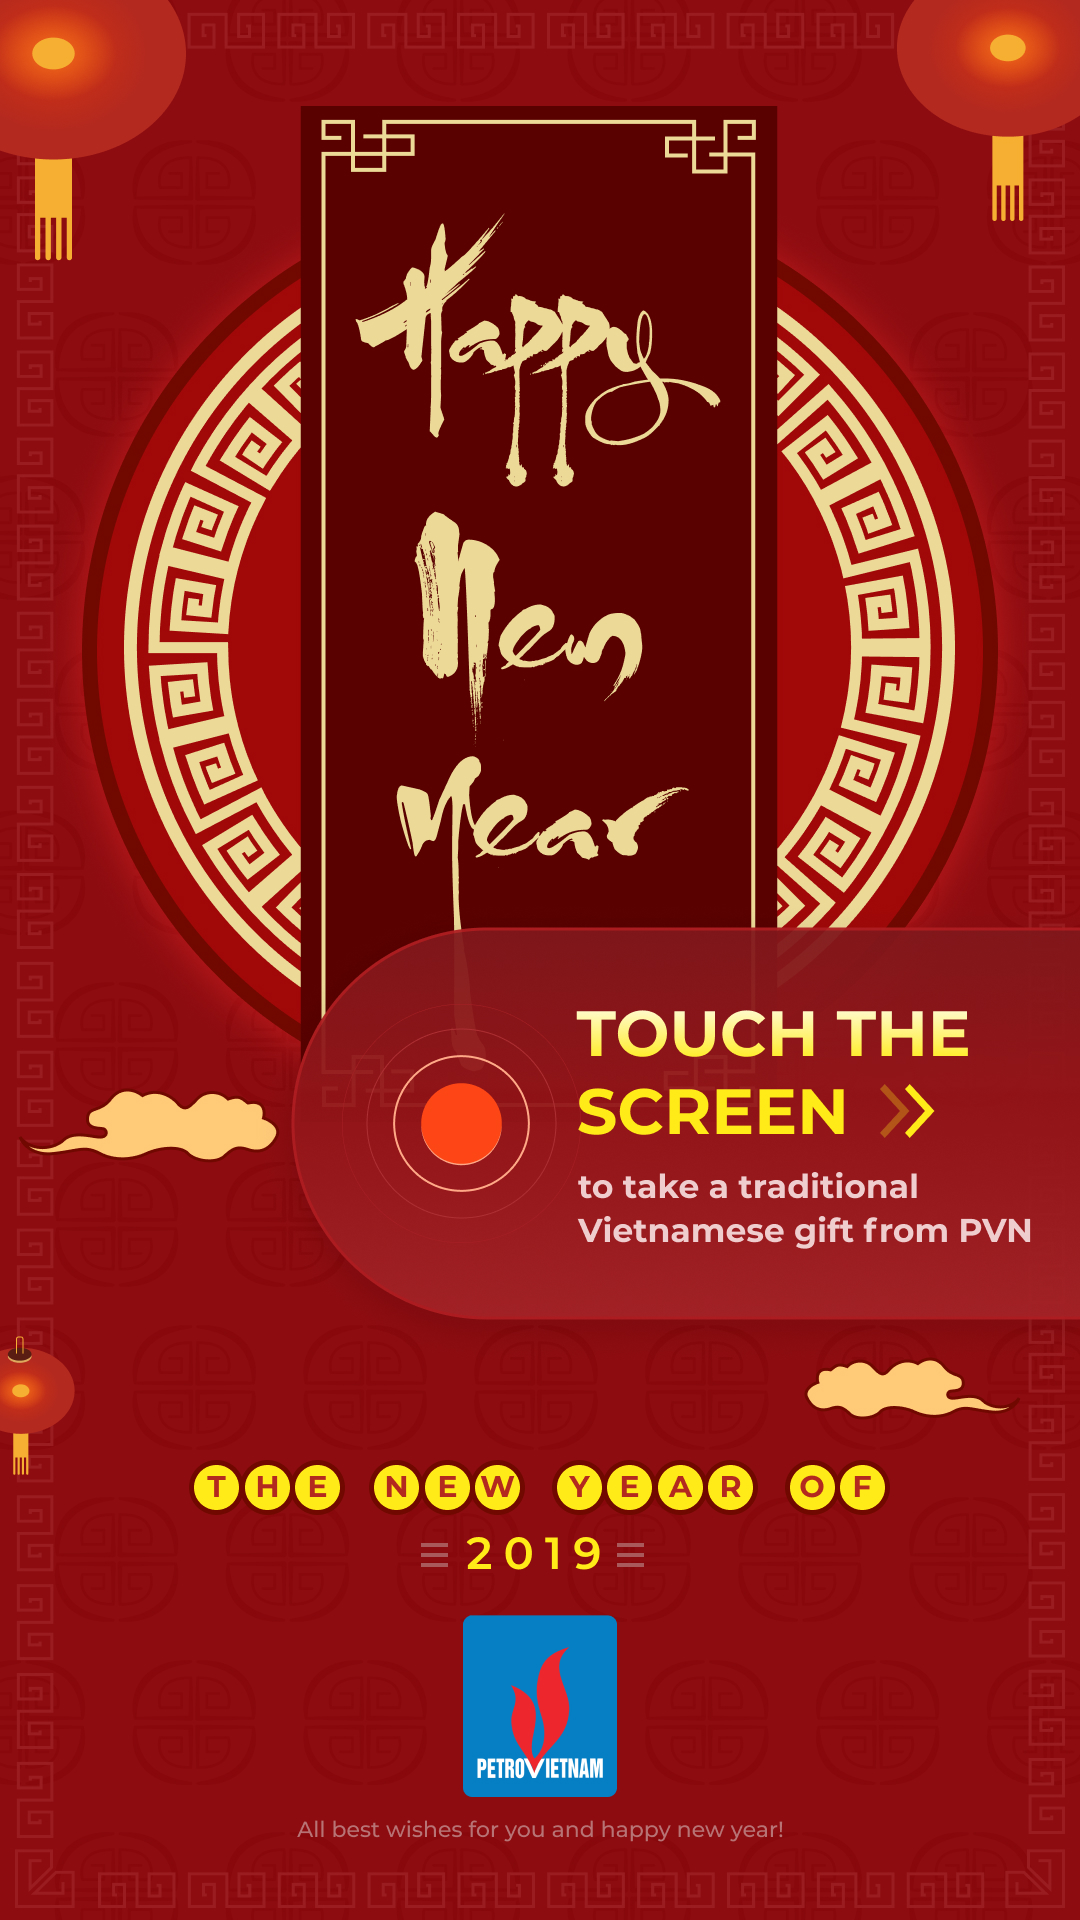 Happy
New
Year
TOUCH THE
SCREEN
to take a traditional
Vietnamese gift from PVN
THE NEW YEAR OF
2019
PETROVIETNAM
All best wishes for you and happy new year!